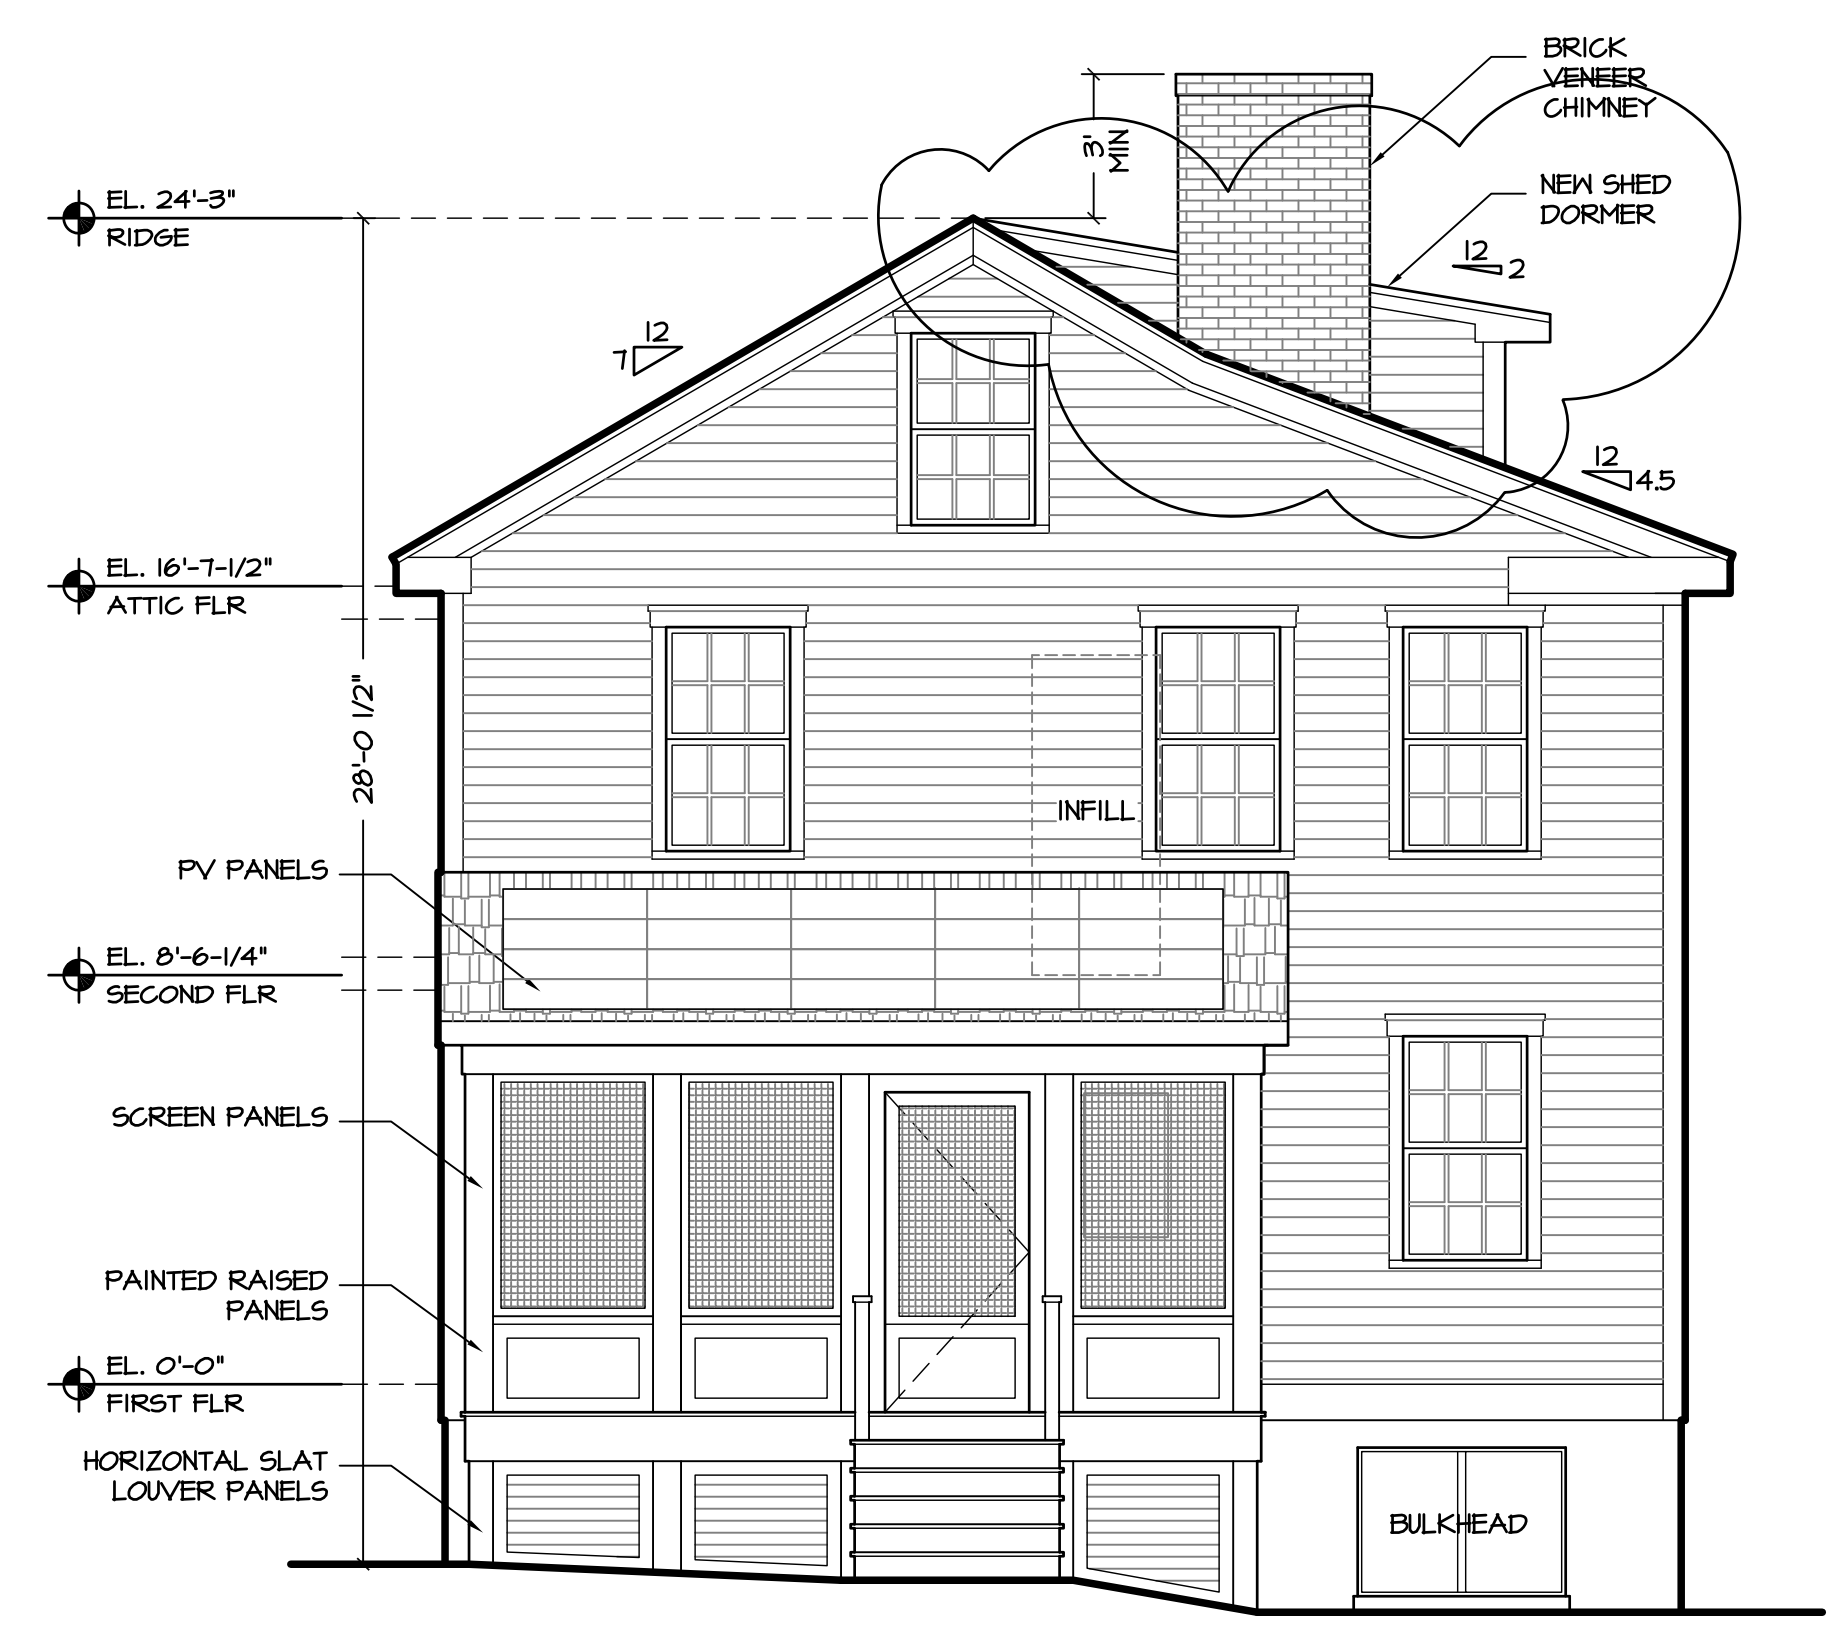 BRICK
VENEER
CHIMNEY
3'
MIN
NEW SHED
DORMER
EL. 24'-3"
RIDGE
12
2
12
7
12
4.5
EL. 16'-7-1/2"
ATTIC FLR
28'-0 1/2"
INFILL
PV PANELS
EL. 8'-6-1/4"
SECOND FLR
SCREEN PANELS
PAINTED RAISED
PANELS
EL. 0'-0"
FIRST FLR
HORIZONTAL SLAT
LOUVER PANELS
BULKHEAD